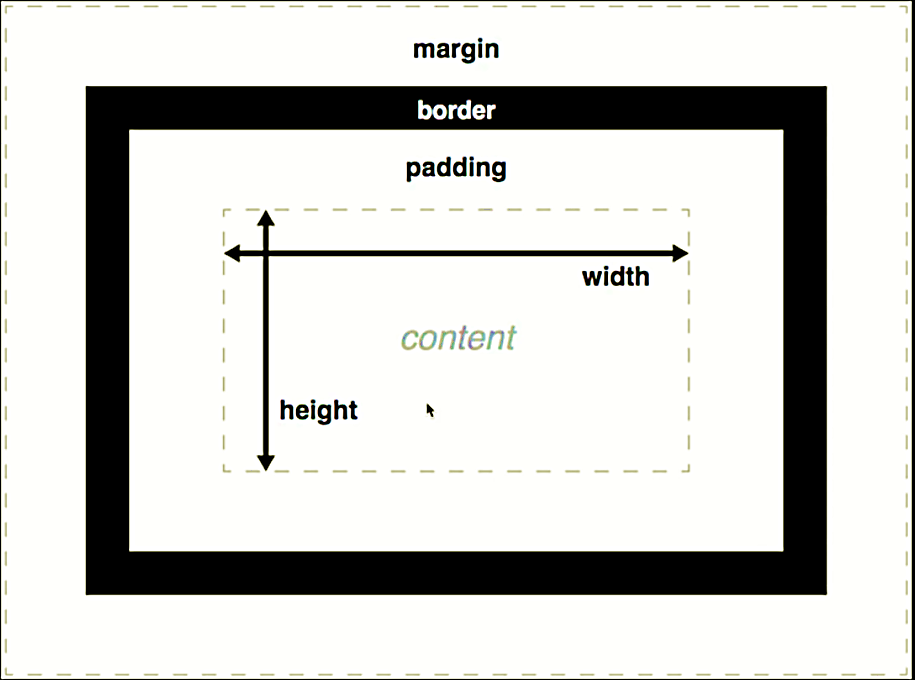 margin
border
padding
width
content
height